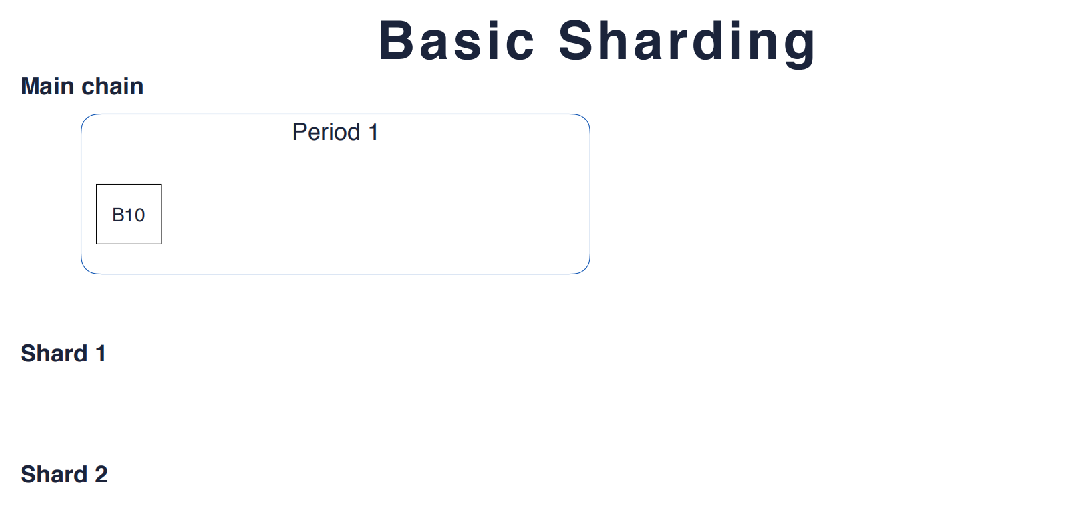 Basic Sharding
Main chain
Period 1
B10
Shard 1
Shard 2